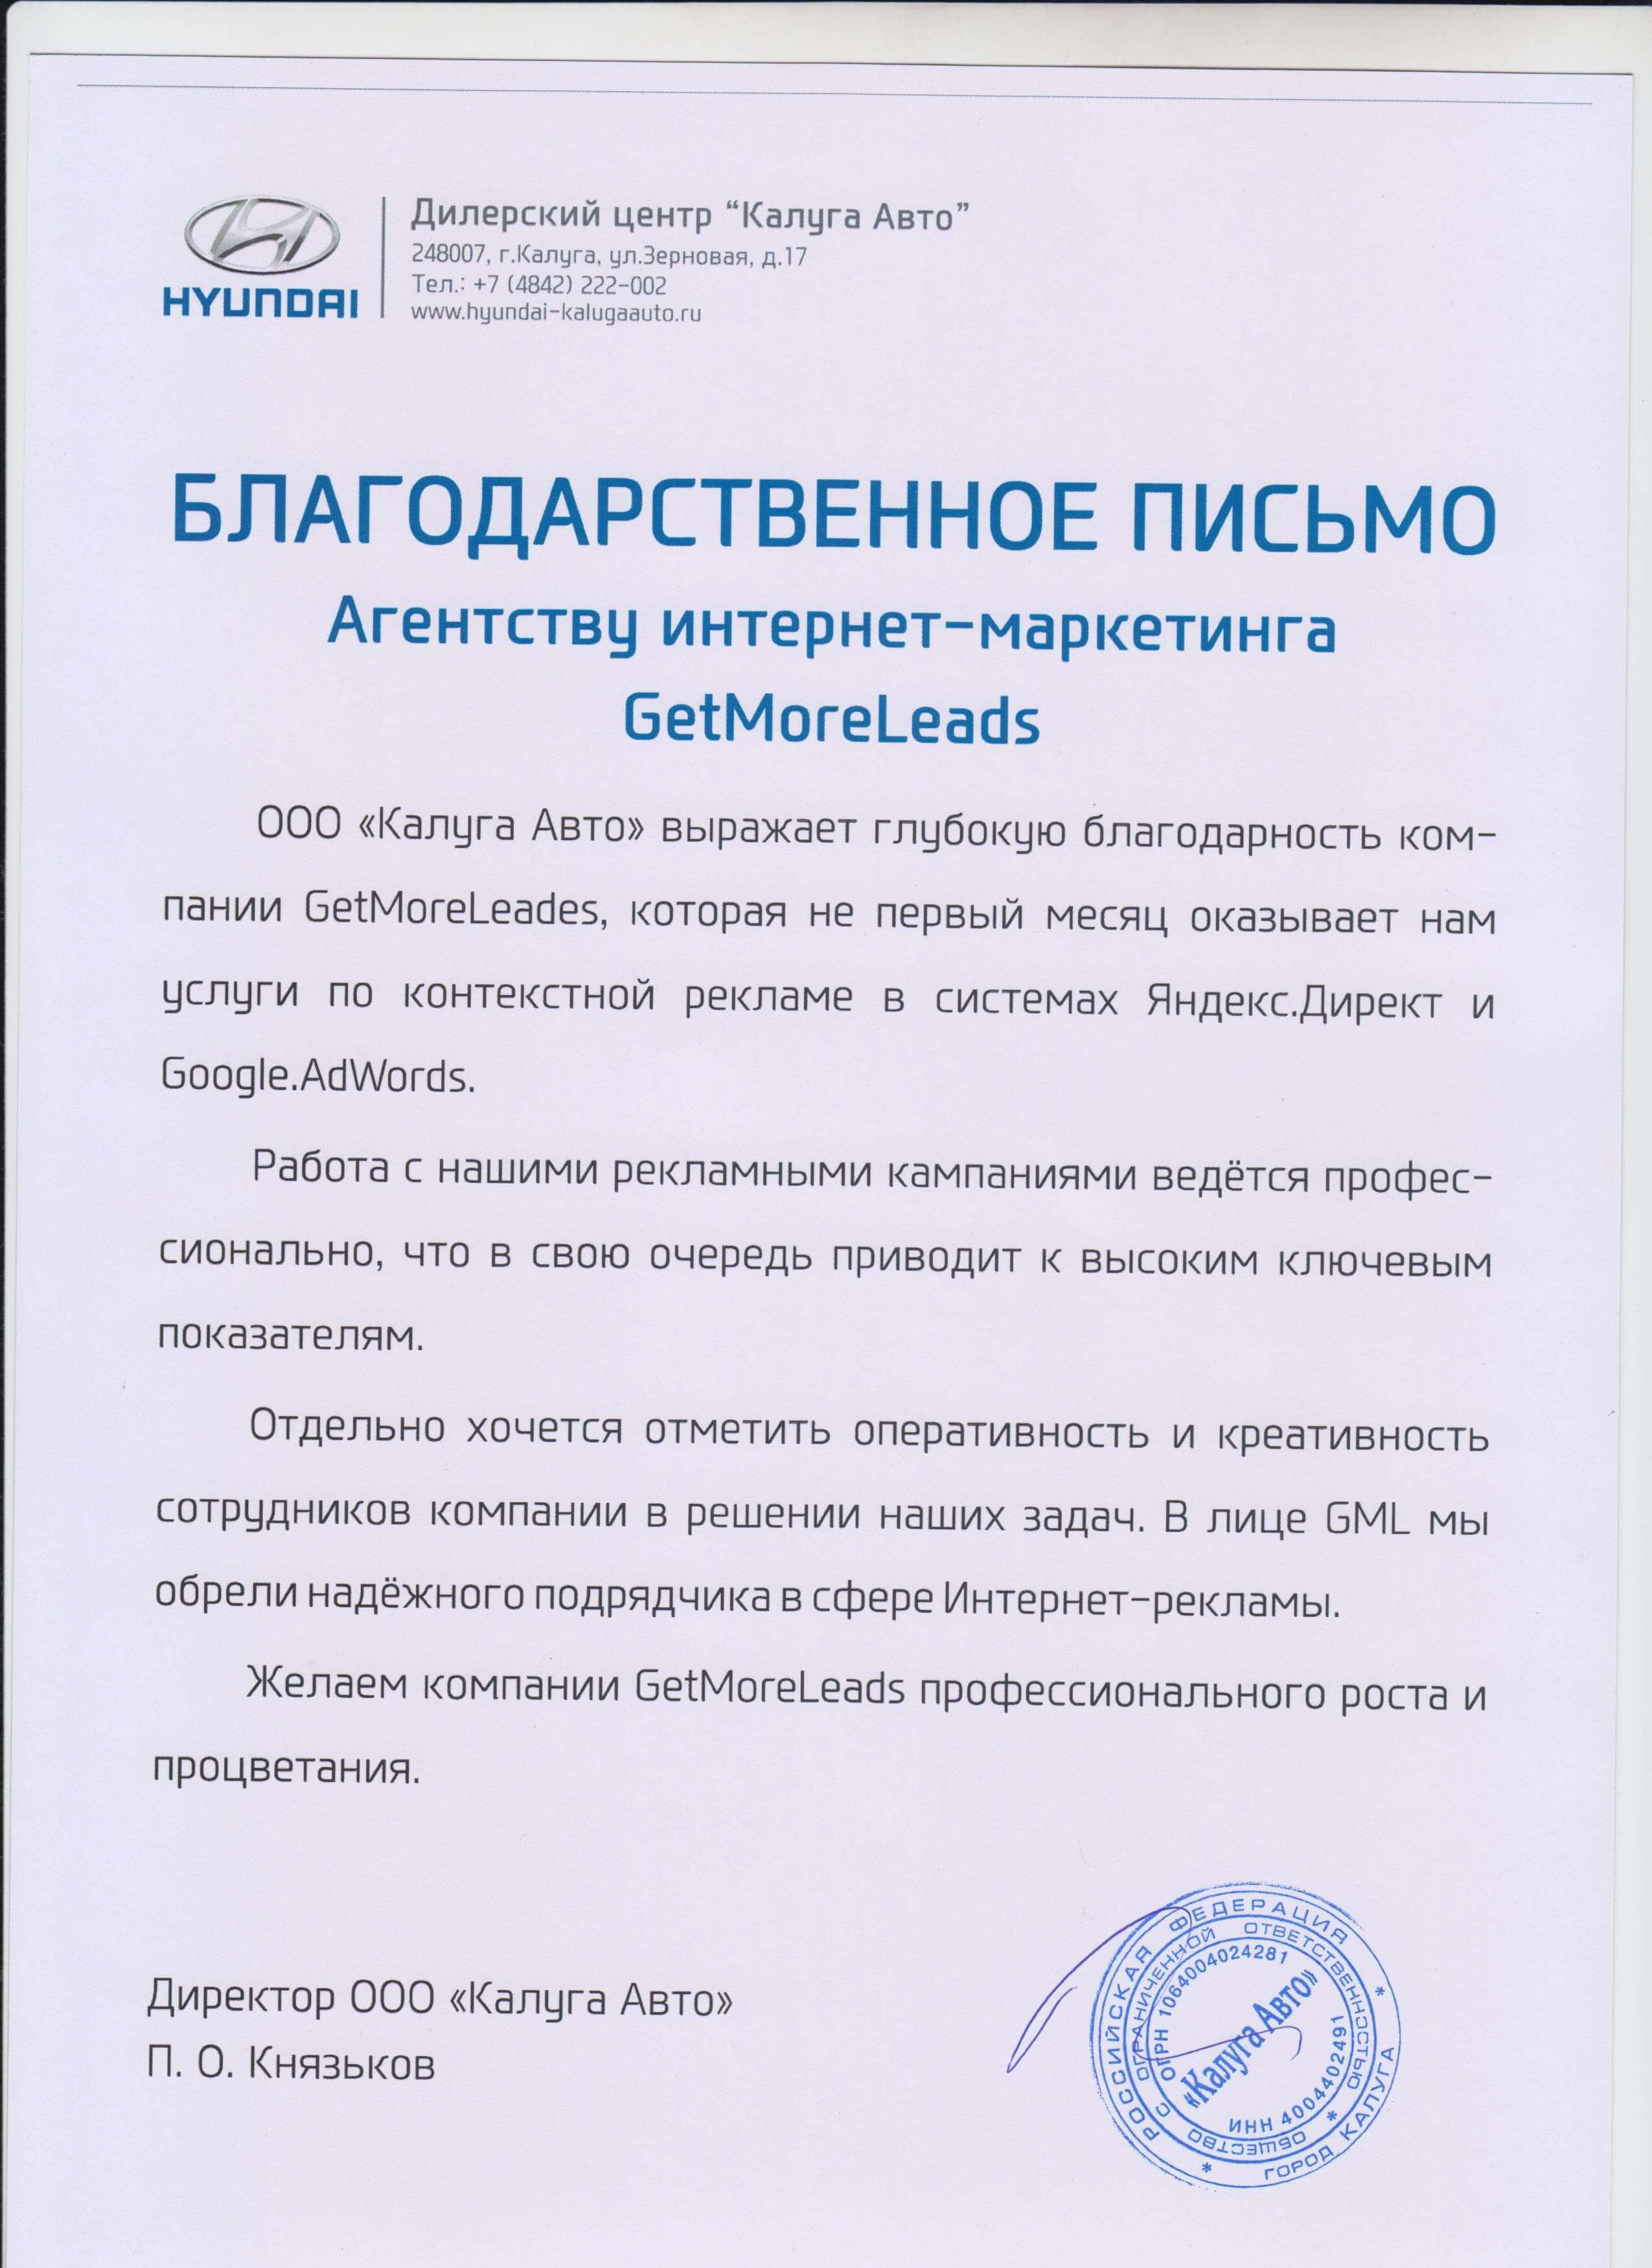 HYUNDAI
Дилерский центр “Калуга Авто”
248007, г.Калуга, ул.Зерновая, д.17
Тел.: +7 (4842) 222-002
www.hyundai-kalugaauto.ru
БЛАГОДАРСТВЕННОЕ ПИСЬМО
Агентству интернет-маркетинга
GetMoreLeads
ООО «Калуга Авто» выражает глубокую благодарность ком-
пании GetMoreLeades, которая не первый месяц оказывает нам
услуги по контекстной рекламе в системах Яндекс.Директ и
Google.AdWords.
Работа с нашими рекламными кампаниями ведётся профес-
сионально, что в свою очередь приводит к высоким ключевым
показателям.
Отдельно хочется отметить оперативность и креативность
сотрудников компании в решении наших задач. В лице GML мы
обрели надёжного подрядчика в сфере Интернет-рекламы.
Желаем компании GetMoreLeads профессионального роста и
процветания.
Директор ООО «Калуга Авто»
П. О. Князьков
РОССИЙСКАЯ ФЕДЕРАЦИЯ * ГОРОД КАЛУГА *
ОБЩЕСТВО С ОГРАНИЧЕННОЙ ОТВЕТСТВЕННОСТЬЮ *
ОГРН 1064004024281
«Калуга Авто»
ИНН 4004402491